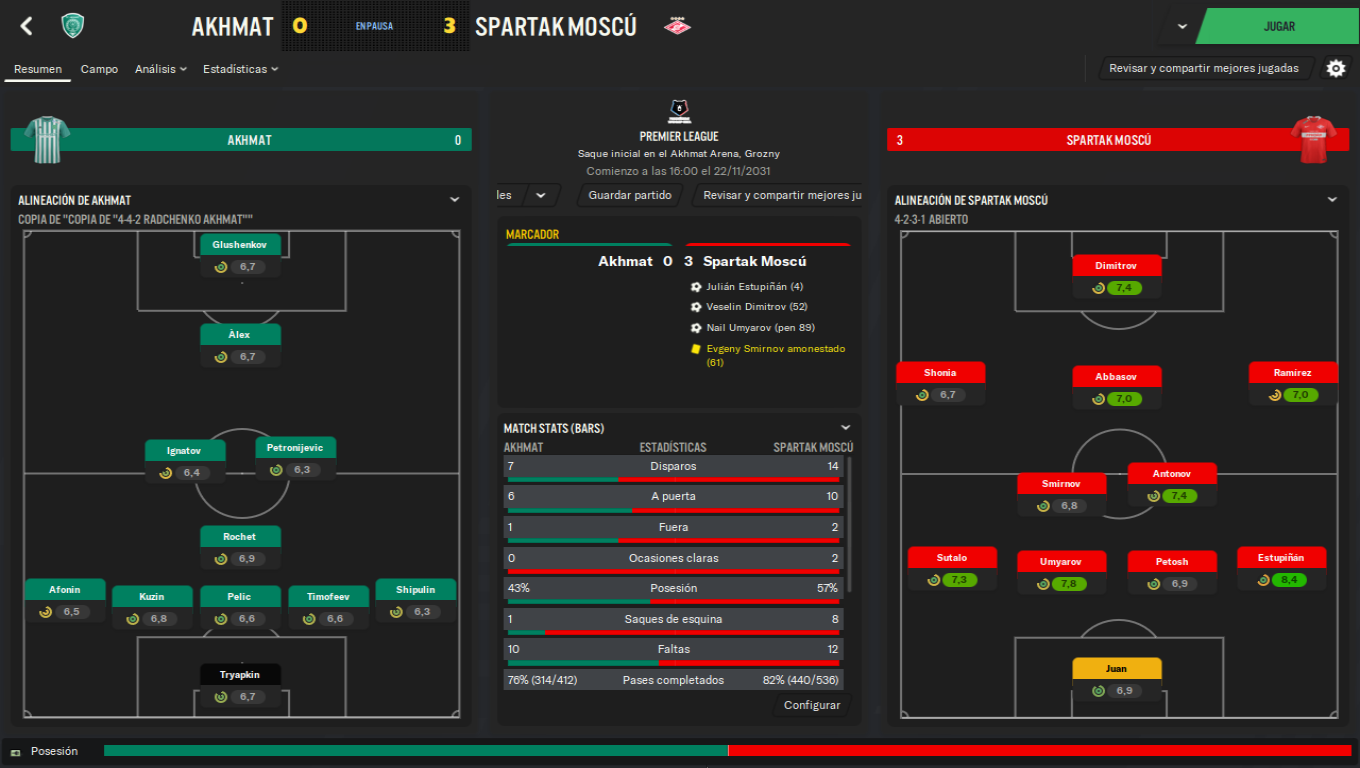 AKHMAT 0 EN PAUSA 3 SPARTAK MOSCÚ
JUGAR
Resumen Campo Análisis Estadísticas
Revisar y compartir mejores jugadas
AKHMAT 0
PREMIER LEAGUE
Saque inicial en el Akhmat Arena, Grozny
Comienzo a las 16:00 el 22/11/2031
les Guardar partido Revisar y compartir mejores ju
3 SPARTAK MOSCÚ
ALINEACIÓN DE AKHMAT
COPIA DE "COPIA DE "4-4-2 RADCHENKO AKHMAT""
Glushenkov
6,7
Àlex
6,7
Ignatov
6,4
Petronijevic
6,3
Rochet
6,9
Afonin
6,5
Kuzin
6,8
Pelic
6,6
Timofeev
6,6
Shipulin
6,3
Tryapkin
6,7
MARCADOR
Akhmat 0 3 Spartak Moscú
Julián Estupiñán (4)
Veselin Dimitrov (52)
Nail Umyarov (pen 89)
Evgeny Smirnov amonestado
(61)
MATCH STATS (BARS)
AKHMAT ESTADÍSTICAS SPARTAK MOSCÚ
7 Disparos 14
6 A puerta 10
1 Fuera 2
0 Ocasiones claras 2
43% Posesión 57%
1 Saques de esquina 8
10 Faltas 12
76% (314/412) Pases completados 82% (440/536)
Configurar
ALINEACIÓN DE SPARTAK MOSCÚ
4-2-3-1 ABIERTO
Dimitrov
7,4
Shonia
6,7
Abbasov
7,0
Ramírez
7,0
Smirnov
6,8
Antonov
7,4
Sutalo
7,3
Umyarov
7,8
Petosh
6,9
Estupiñán
8,4
Juan
6,9
Posesión